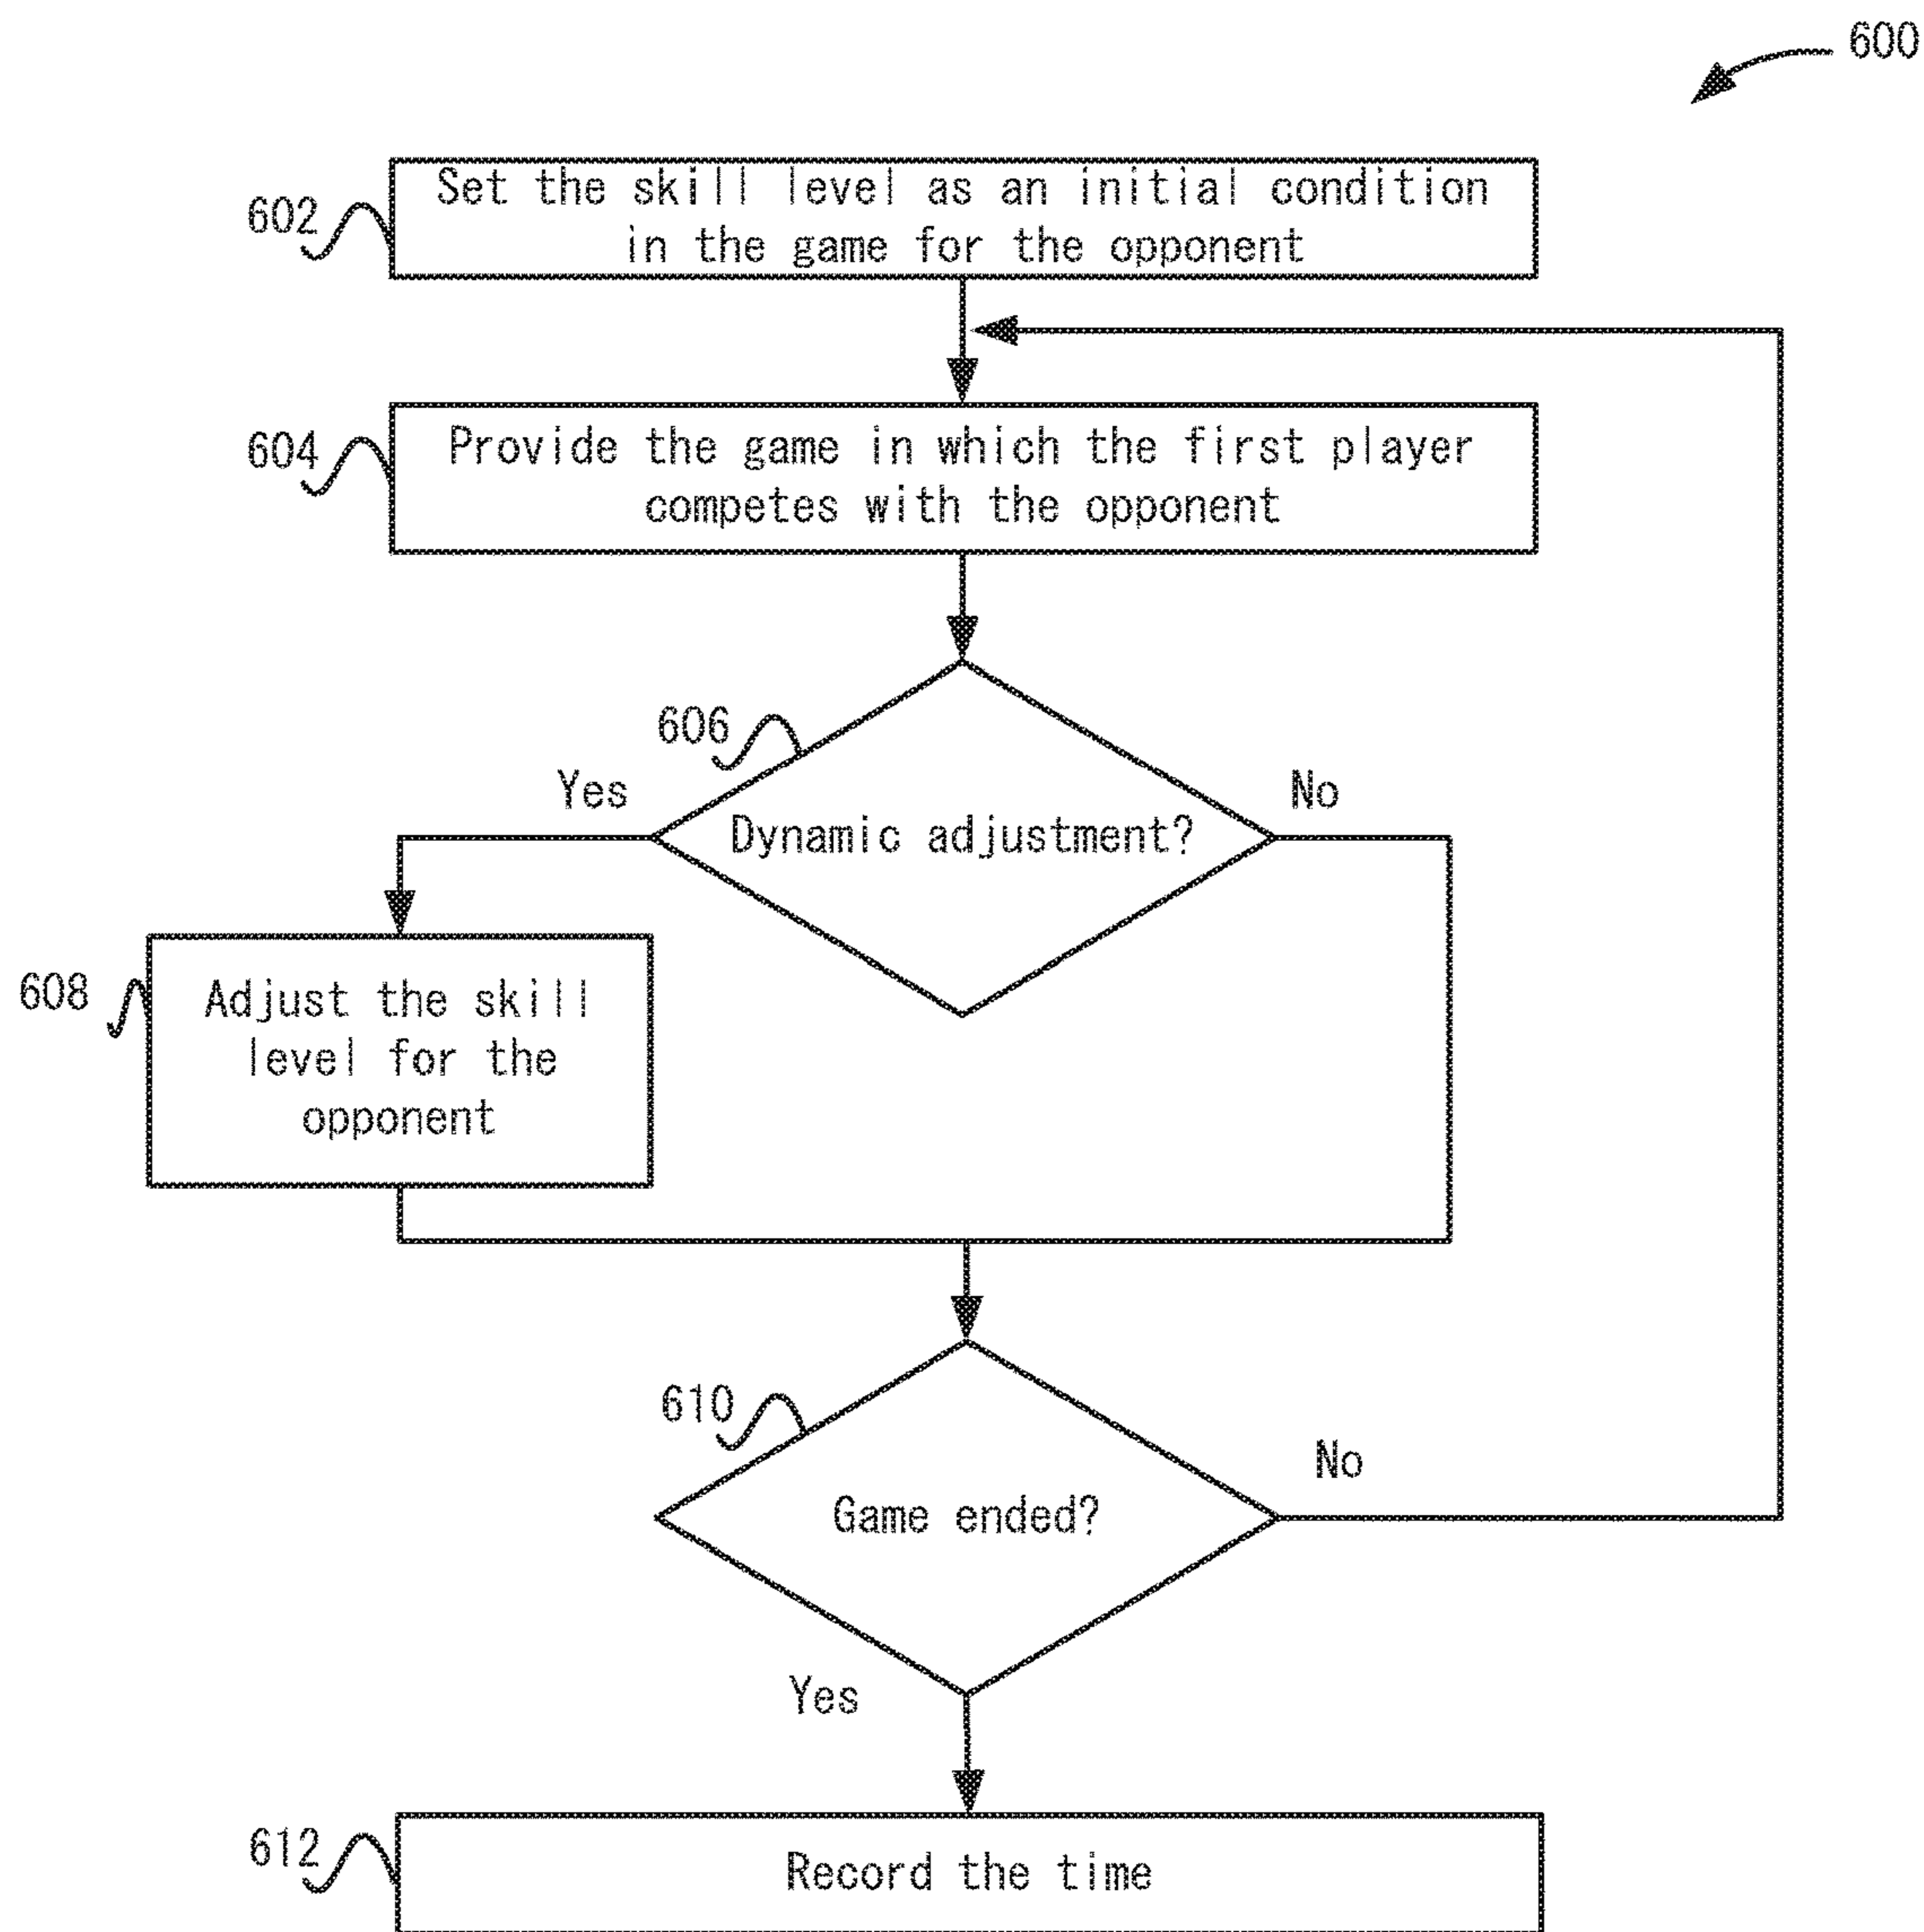 600
602
Set the skill level as an initial condition
in the game for the opponent
604
Provide the game in which the first player
competes with the opponent
606
Yes
No
Dynamic adjustment?
608
Adjust the skill
level for the
opponent
610
No
Game ended?
Yes
612
Record the time